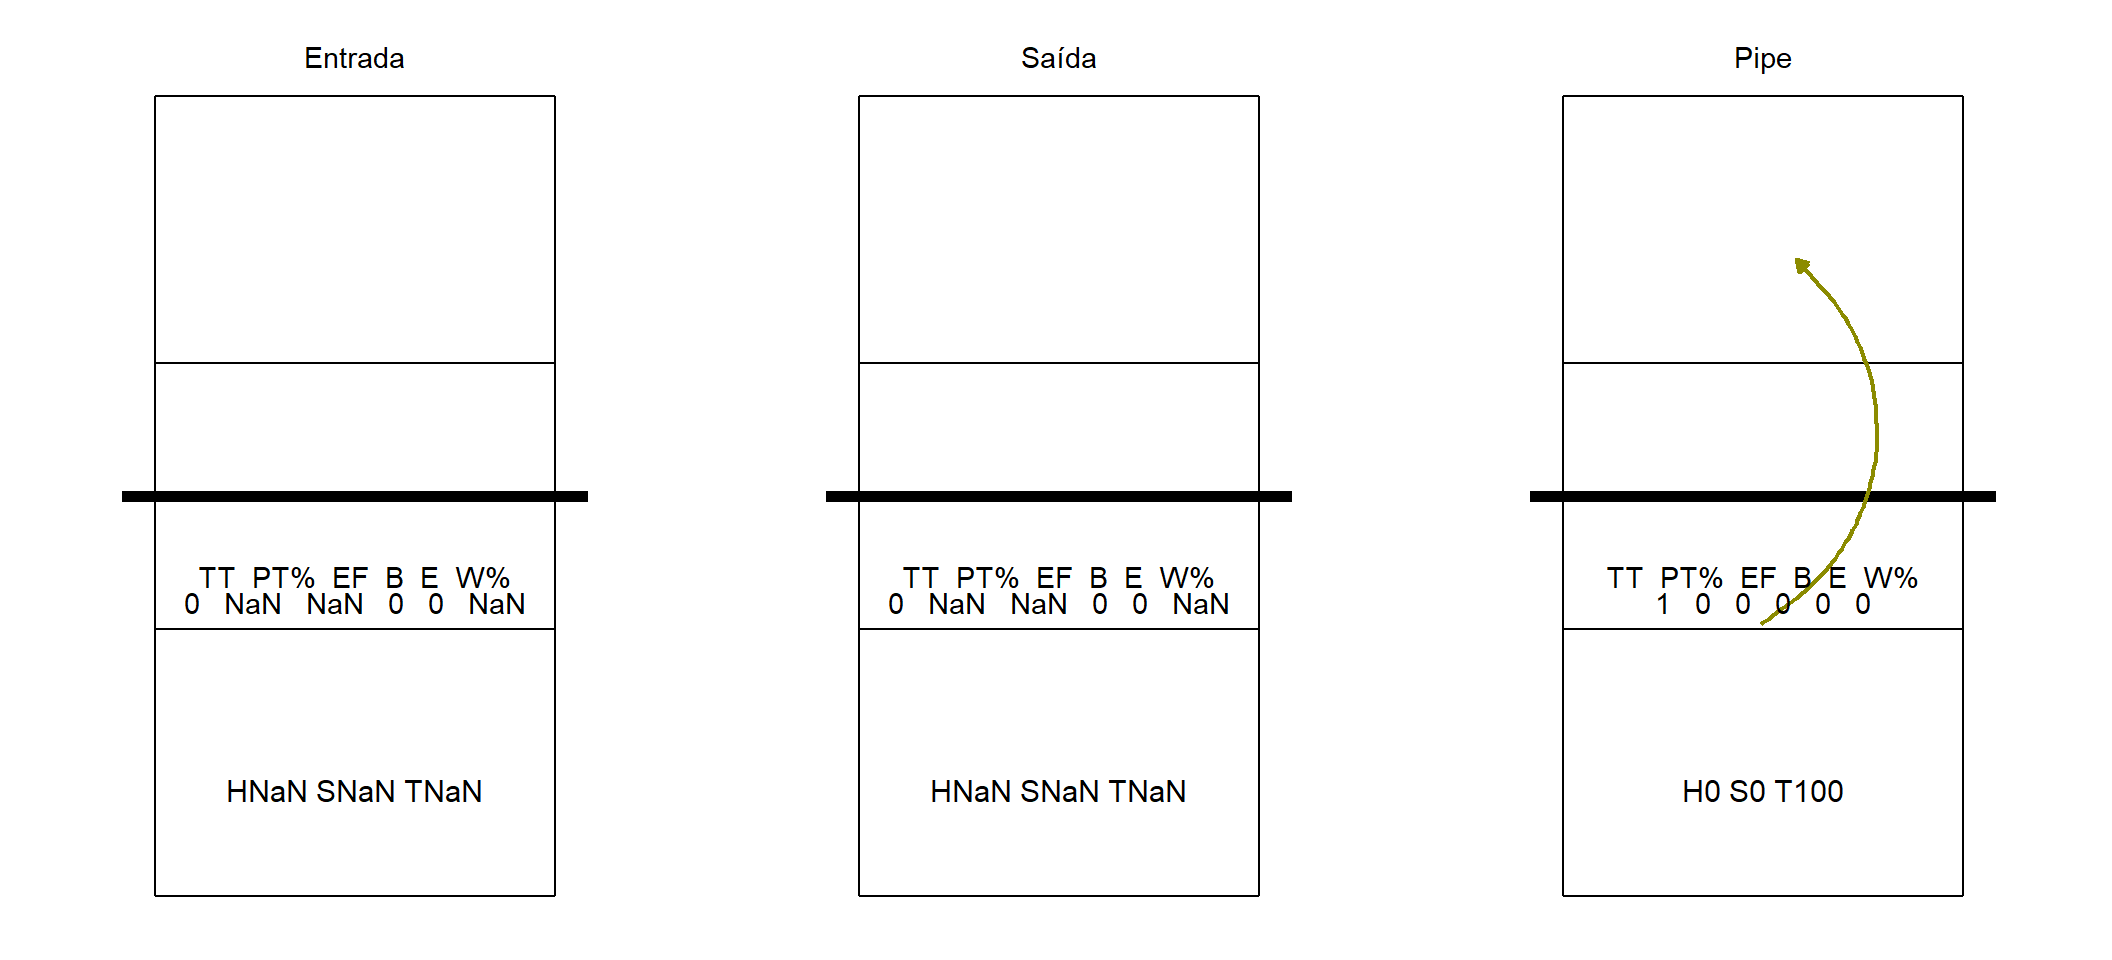 Entrada
TT PT% EF B E W%
0 NaN NaN 0 0 NaN
HNaN SNaN TNaN
Saída
TT PT% EF B E W%
0 NaN NaN 0 0 NaN
HNaN SNaN TNaN
Pipe
TT PT% EF B E W%
1 0 0 0 0 0
H0 S0 T100